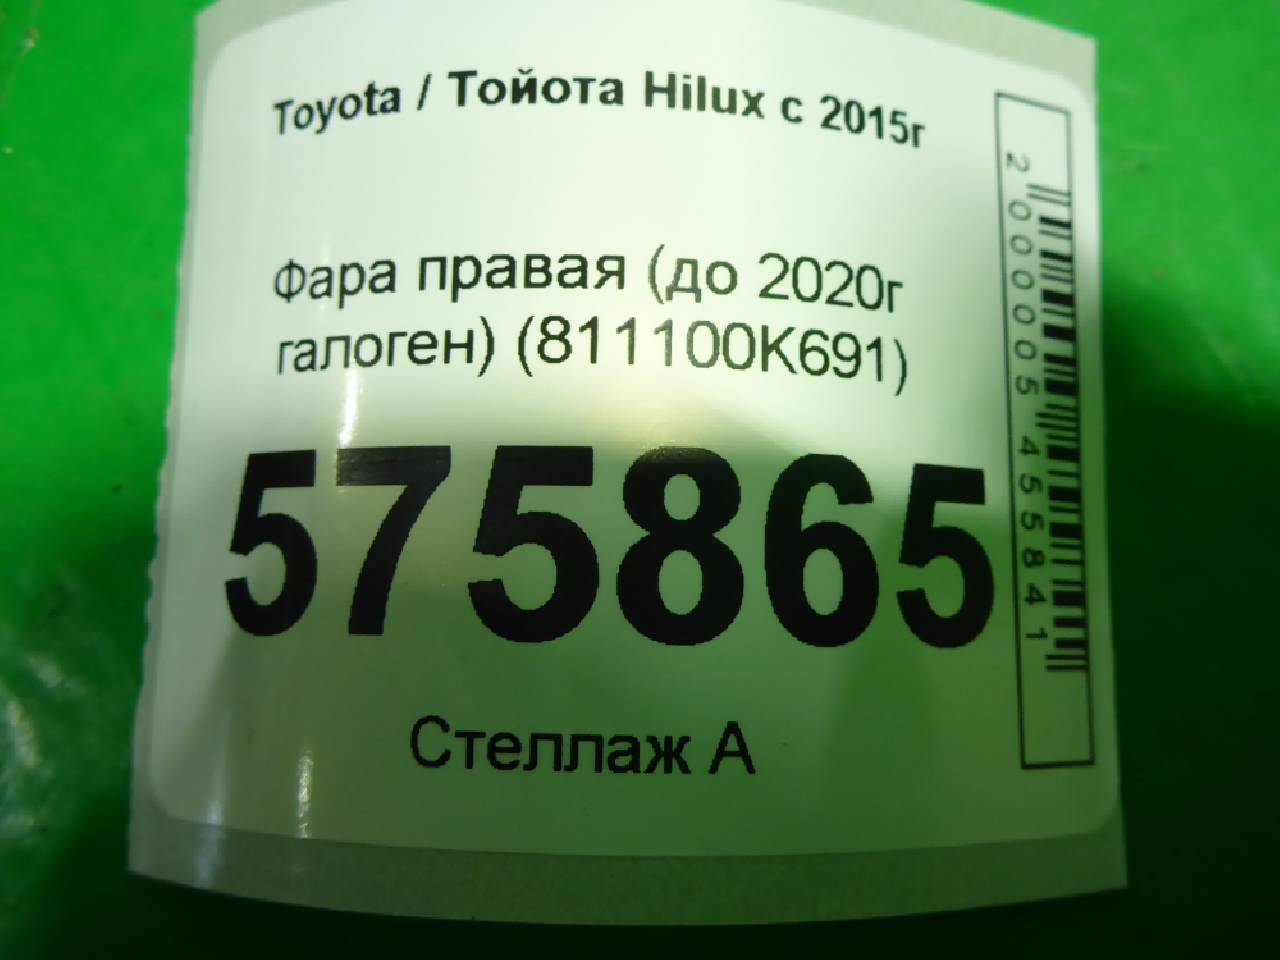 Toyota / Тойота Hilux с 2015г
Фара правая (до 2020г
галоген) (811100K691)
575865
Стеллаж А
2000005455841